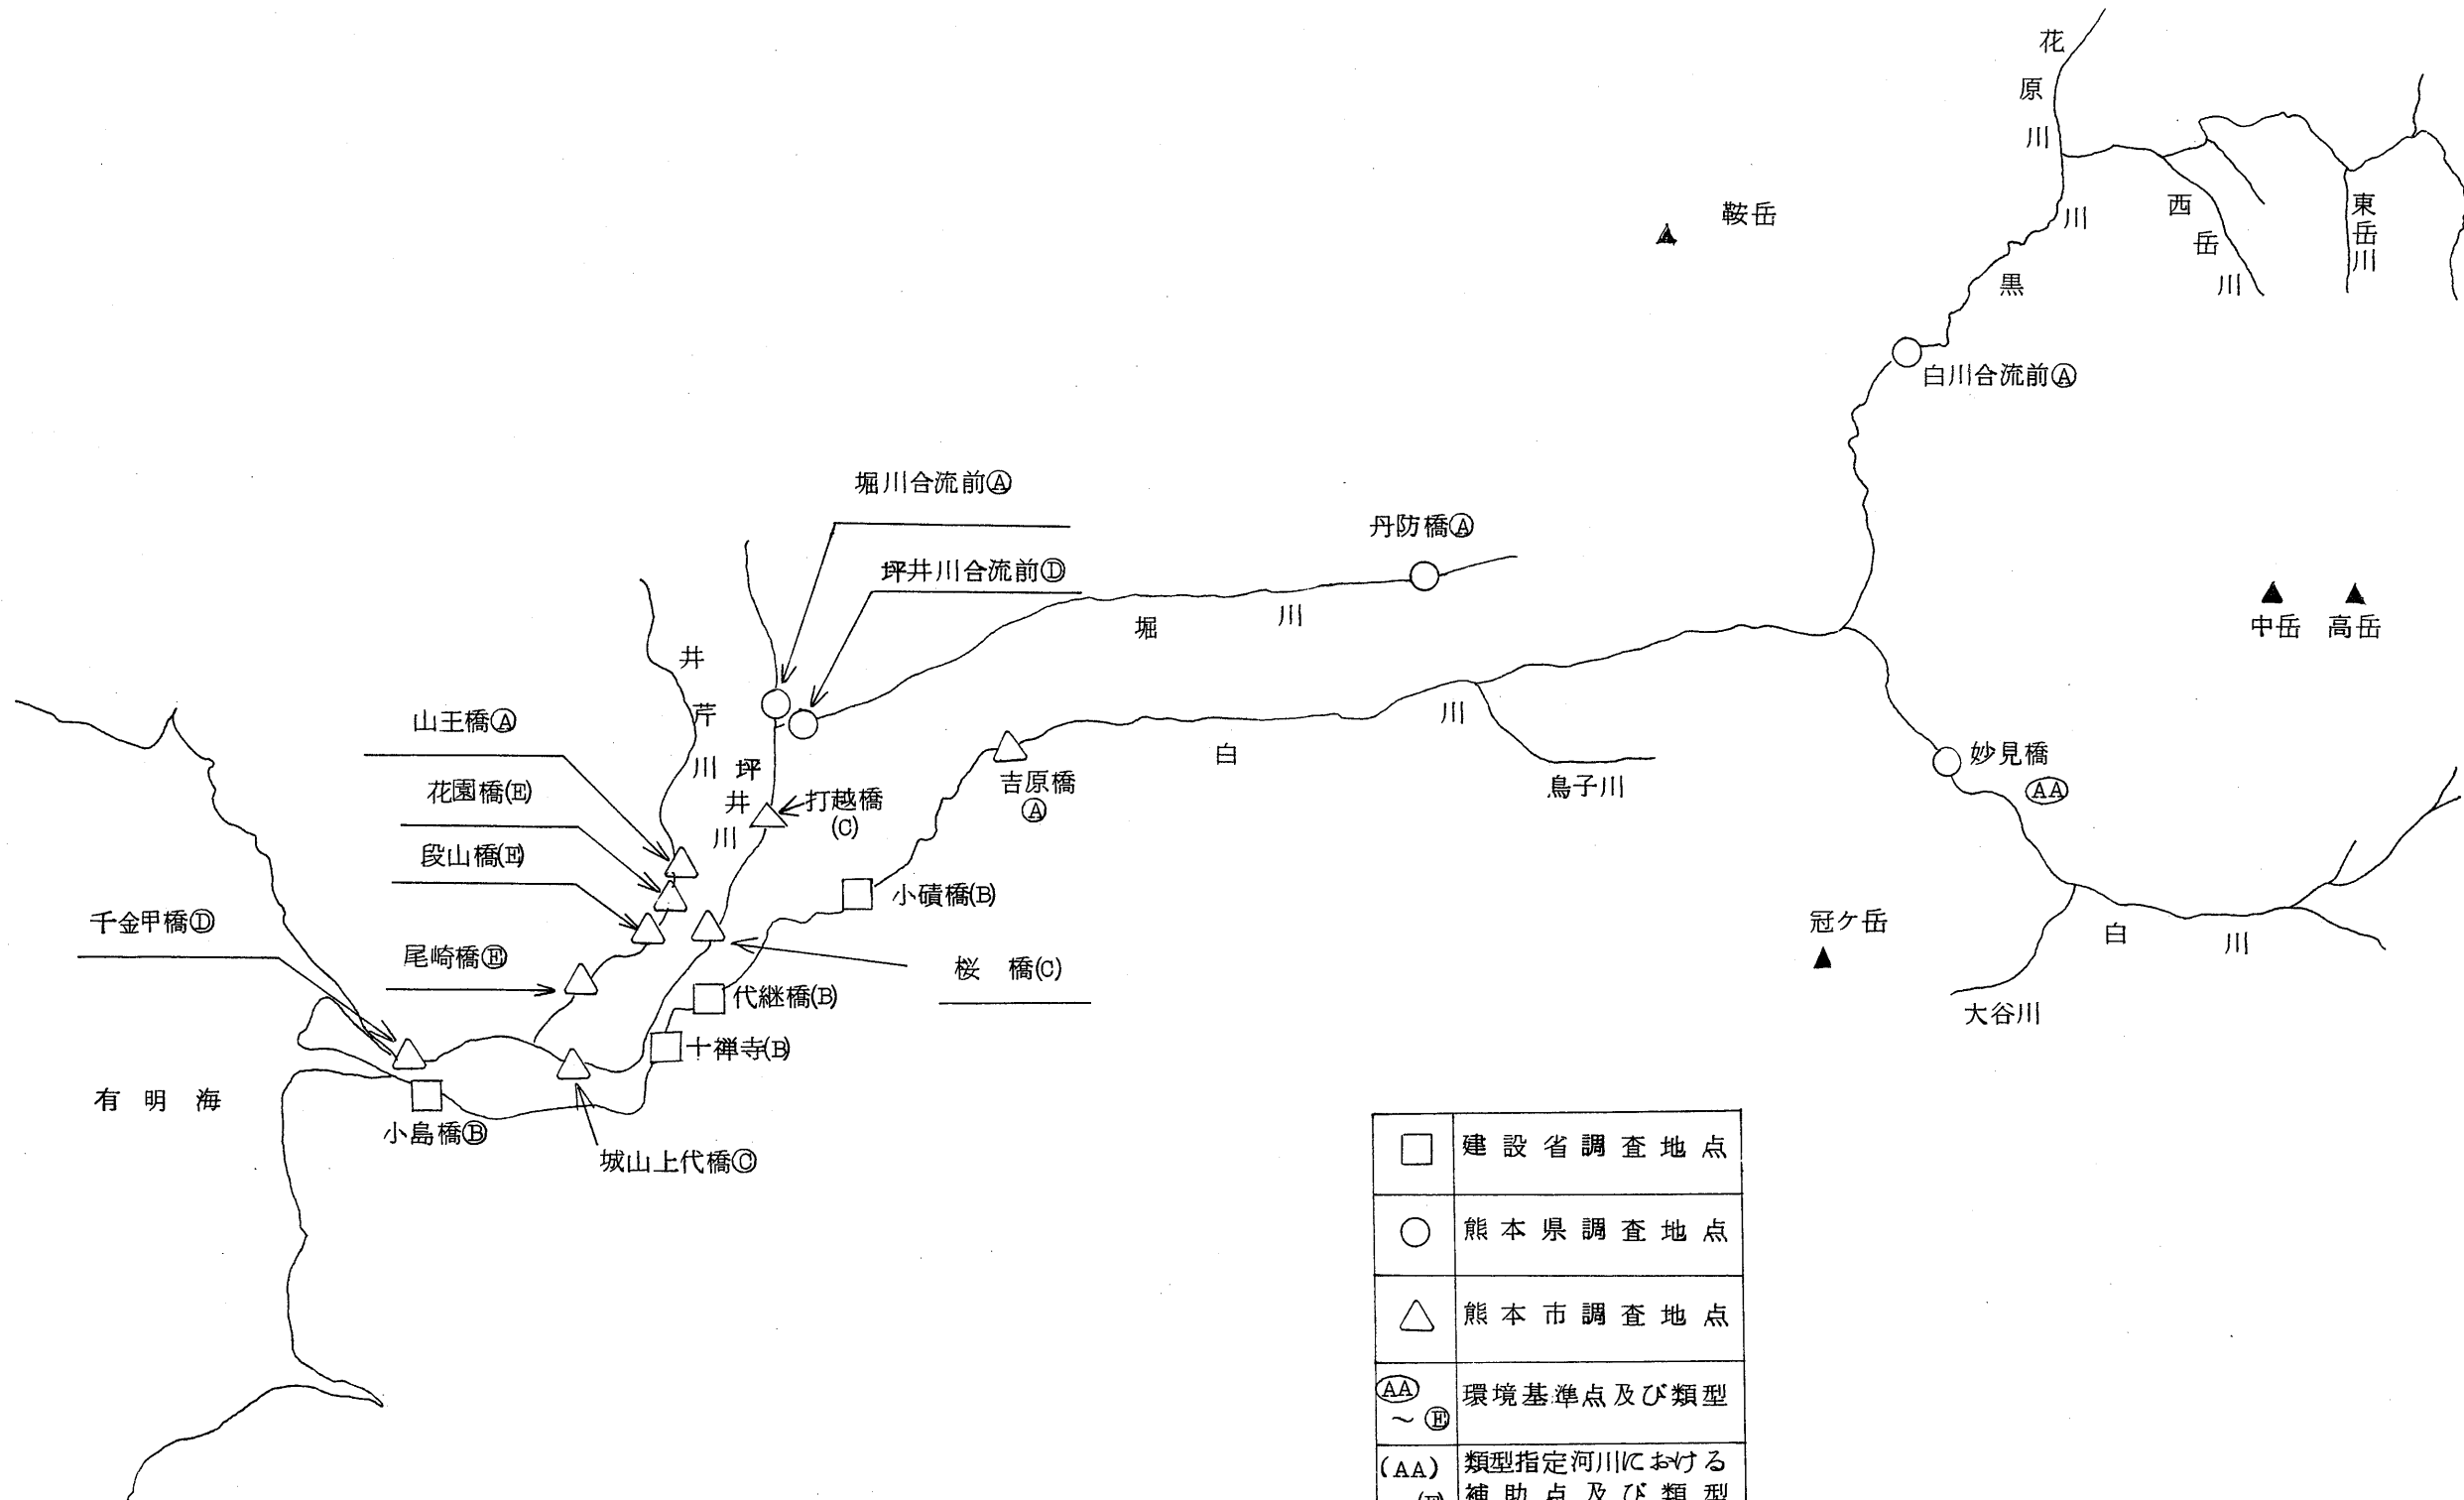 花原川
鞍岳
黒川
西岳川
東岳川
白川合流前Ⓐ
堀川合流前Ⓐ
丹防橋Ⓐ
坪井川合流前Ⓓ
堀川
中岳 高岳
井芹川
山王橋Ⓐ
花園橋(E)
段山橋(E)
坪井川
打越橋
(C)
白川
吉原橋
Ⓐ
鳥子川
妙見橋
(AA)
小磧橋(B)
千金甲橋Ⓓ
尾崎橋Ⓔ
桜 橋(C)
冠ケ岳
白川
代継橋(B)
大谷川
十禅寺(B)
有明海
小島橋Ⓑ
城山上代橋Ⓒ
建設省調査地点
熊本県調査地点
熊本市調査地点
(AA)
~Ⓔ
環境基準点及び類型
(AA)
(E)
類型指定河川における
補助点及び類型